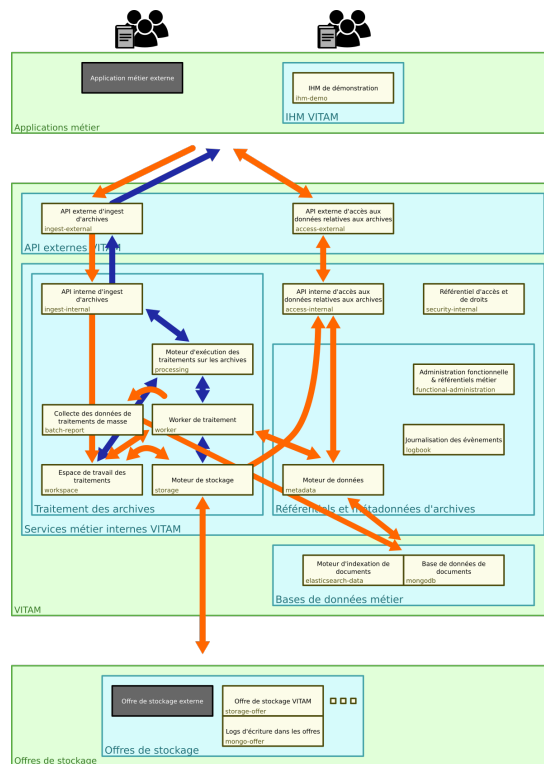 Application métier externe
IHM de démonstration
ihm-demo
IHM VITAM
Applications métier
API externe d'ingest
d'archives
ingest-external
API externe d'accès aux
données relatives aux archives
access-external
API externes VITAM
API interne d'ingest
d'archives
ingest-internal
API interne d'accès aux
données relatives aux archives
access-internal
Référentiel d'accès et
de droits
security-internal
Moteur d'exécution des
traitements sur les archives
processing
Administration fonctionnelle
& référentiels métier
functional-administration
Collecte des données de
traitements de masse
batch-report
Worker de traitement
worker
Journalisation des évènements
logbook
Espace de travail des
traitements
workspace
Moteur de stockage
storage
Moteur de données
metadata
Traitement des archives
Référentiels et métadonnées d'archives
Services métier internes VITAM
Moteur d'indexation de
documents
elasticsearch-data
Base de données de
documents
mongodb
Bases de données métier
VITAM
Offre de stockage externe
Offre de stockage VITAM
storage-offer
Logs d'écriture dans les offres
mongo-offer
Offres de stockage
Offres de stockage